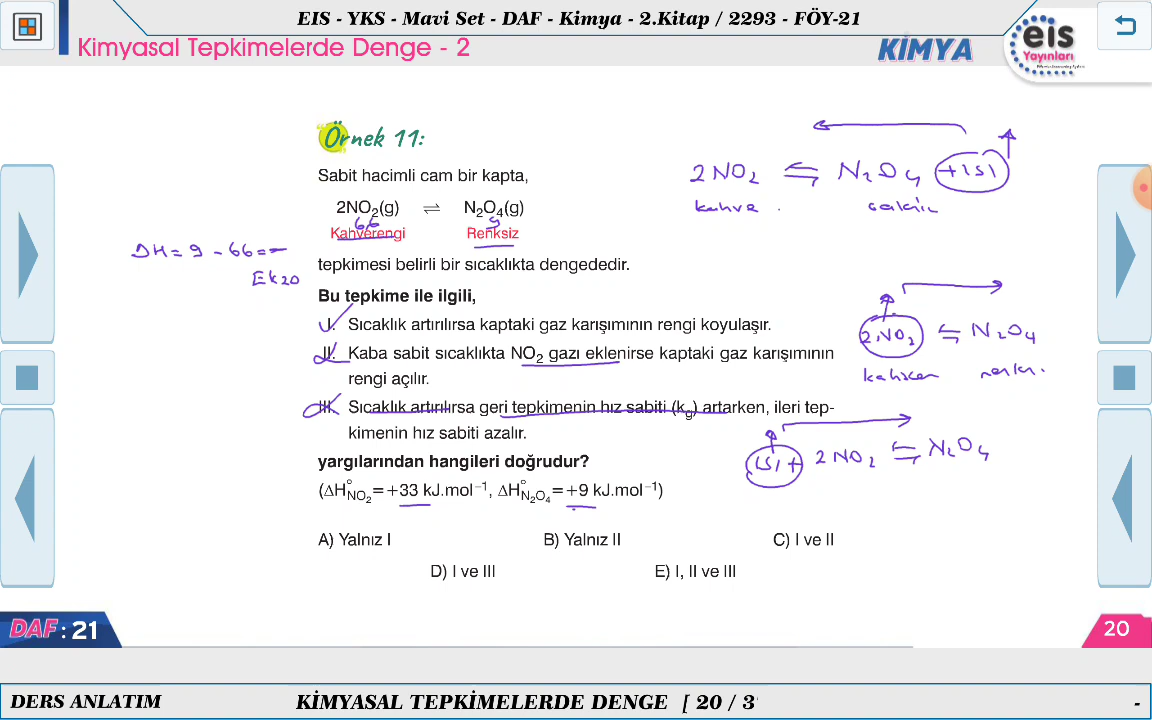 EIS - YKS - Mavi Set - DAF - Kimya - 2.Kitap / 2293 - FÖY-21
Kimyasal Tepkimelerde Denge - 2
KİMYA
eis
Yayınları
Örnek 11:
Sabit hacimli cam bir kapta,
2NO₂(g) ⇌ N₂O₄(g)
66 9
Kahverengi Renksiz
tepkimesi belirli bir sıcaklıkta dengededir.
Bu tepkime ile ilgili,
I. Sıcaklık artırılırsa kaptaki gaz karışımının rengi koyulaşır.
II. Kaba sabit sıcaklıkta NO₂ gazı eklenirse kaptaki gaz karışımının
rengi açılır.
III. Sıcaklık artırılırsa geri tepkimenin hız sabiti (kg) artarken, ileri tep-
kimenin hız sabiti azalır.
yargılarından hangileri doğrudur?
(ΔH°NO₂ = +33 kJ.mol⁻¹, ΔH°N₂O₄ = +9 kJ.mol⁻¹)
A) Yalnız I B) Yalnız II C) I ve II
D) I ve III E) I, II ve III
ΔH = 9 - 66 = -
2NO₂ ⇌ N₂O₄ + ısı
kahve
2NO₂ ⇌ N₂O₄
ısı + 2NO₂ ⇌ N₂O₄
DAF : 21
20
DERS ANLATIM
KİMYASAL TEPKİMELERDE DENGE [ 20 / 3
-